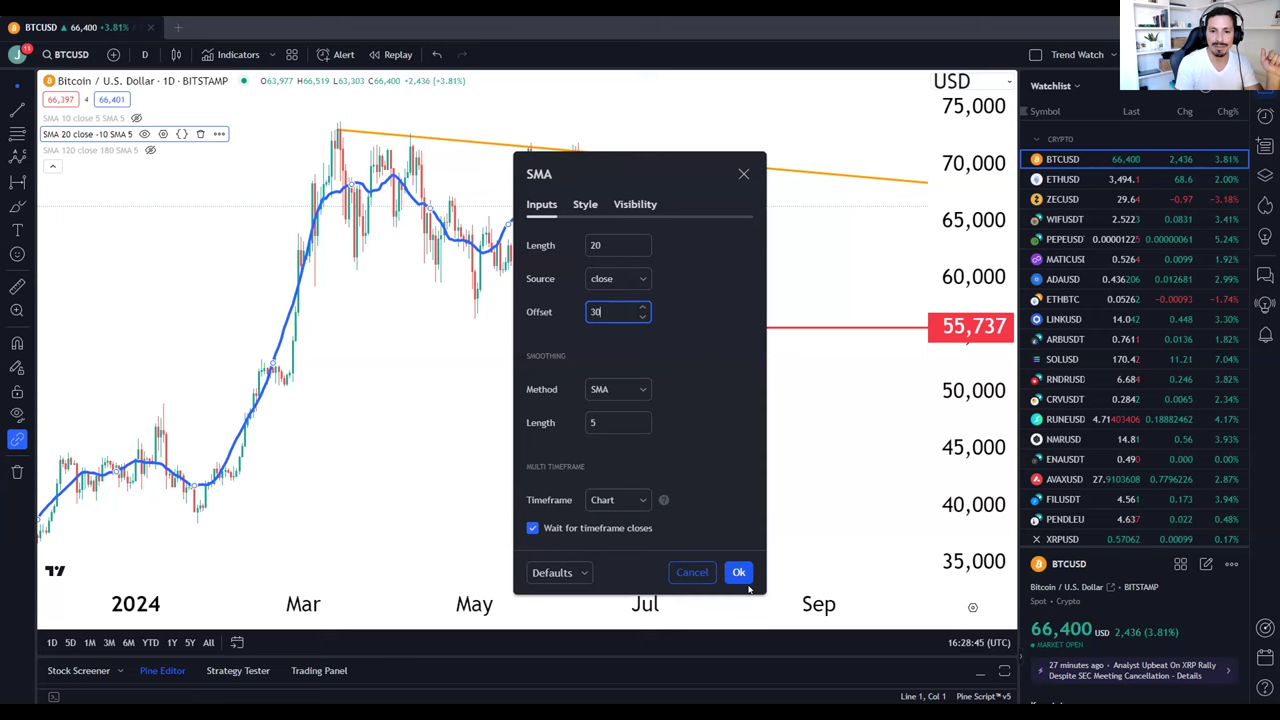 BTCUSD ▲ 66,400 +3.81%
11
BTCUSD
D
Indicators
Alert
Replay
Trend Watch
Bitcoin / U.S. Dollar · 1D · BITSTAMP
O63,977 H66,519 L63,303 C66,400 +2,436 (+3.81%)
66,397 4 66,401
SMA 10 close 5 SMA 5
SMA 20 close -10 SMA 5
SMA 120 close 180 SMA 5
USD
75,000
70,000
65,000
60,000
55,737
50,000
45,000
40,000
35,000
2024
Mar
May
Jul
Sep
SMA
Inputs
Style
Visibility
Length 20
Source close
Offset 30
SMOOTHING
Method SMA
Length 5
MULTI TIMEFRAME
Timeframe Chart
Wait for timeframe closes
Defaults
Cancel
Ok
1D 5D 1M 3M 6M YTD 1Y 5Y All
16:28:45 (UTC)
Stock Screener
Pine Editor
Strategy Tester
Trading Panel
Line 1, Col 1 Pine Script™ v5
Watchlist
Symbol Last Chg Chg%
CRYPTO
BTCUSD 66,400 2,436 3.81%
ETHUSD 3,494.1 68.6 2.00%
ZECUSD 29.64 -0.97 -3.18%
WIFUSDT 2.5223 0.0839 3.41%
PEPEUSD 0.00001225 0.00000061 5.24%
MATICUSD 0.5264 0.0099 1.92%
ADAUSD 0.436206 0.012681 2.99%
ETHBTC 0.05262 -0.00093 -1.74%
LINKUSD 14.042 0.448 3.30%
ARBUSDT 0.7611 0.0136 1.82%
SOLUSD 170.42 11.21 7.04%
RNDRUSD 6.684 0.246 3.82%
CRVUSDT 0.2842 0.0065 2.34%
RUNEUSD 4.71403406 0.18882462 4.17%
NMRUSD 14.81 0.56 3.93%
ENAUSDT 0.490 0.000 0.00%
AVAXUSD 27.9103608 0.7796226 2.87%
FILUSDT 4.561 0.173 3.94%
PENDLEU 4.637 0.022 0.48%
XRPUSD 0.57062 0.00099 0.17%
BTCUSD
Bitcoin / U.S. Dollar · BITSTAMP
Spot · Crypto
66,400 USD 2,436 (3.81%)
MARKET OPEN
27 minutes ago · Analyst Upbeat On XRP Rally
Despite SEC Meeting Cancellation - Details